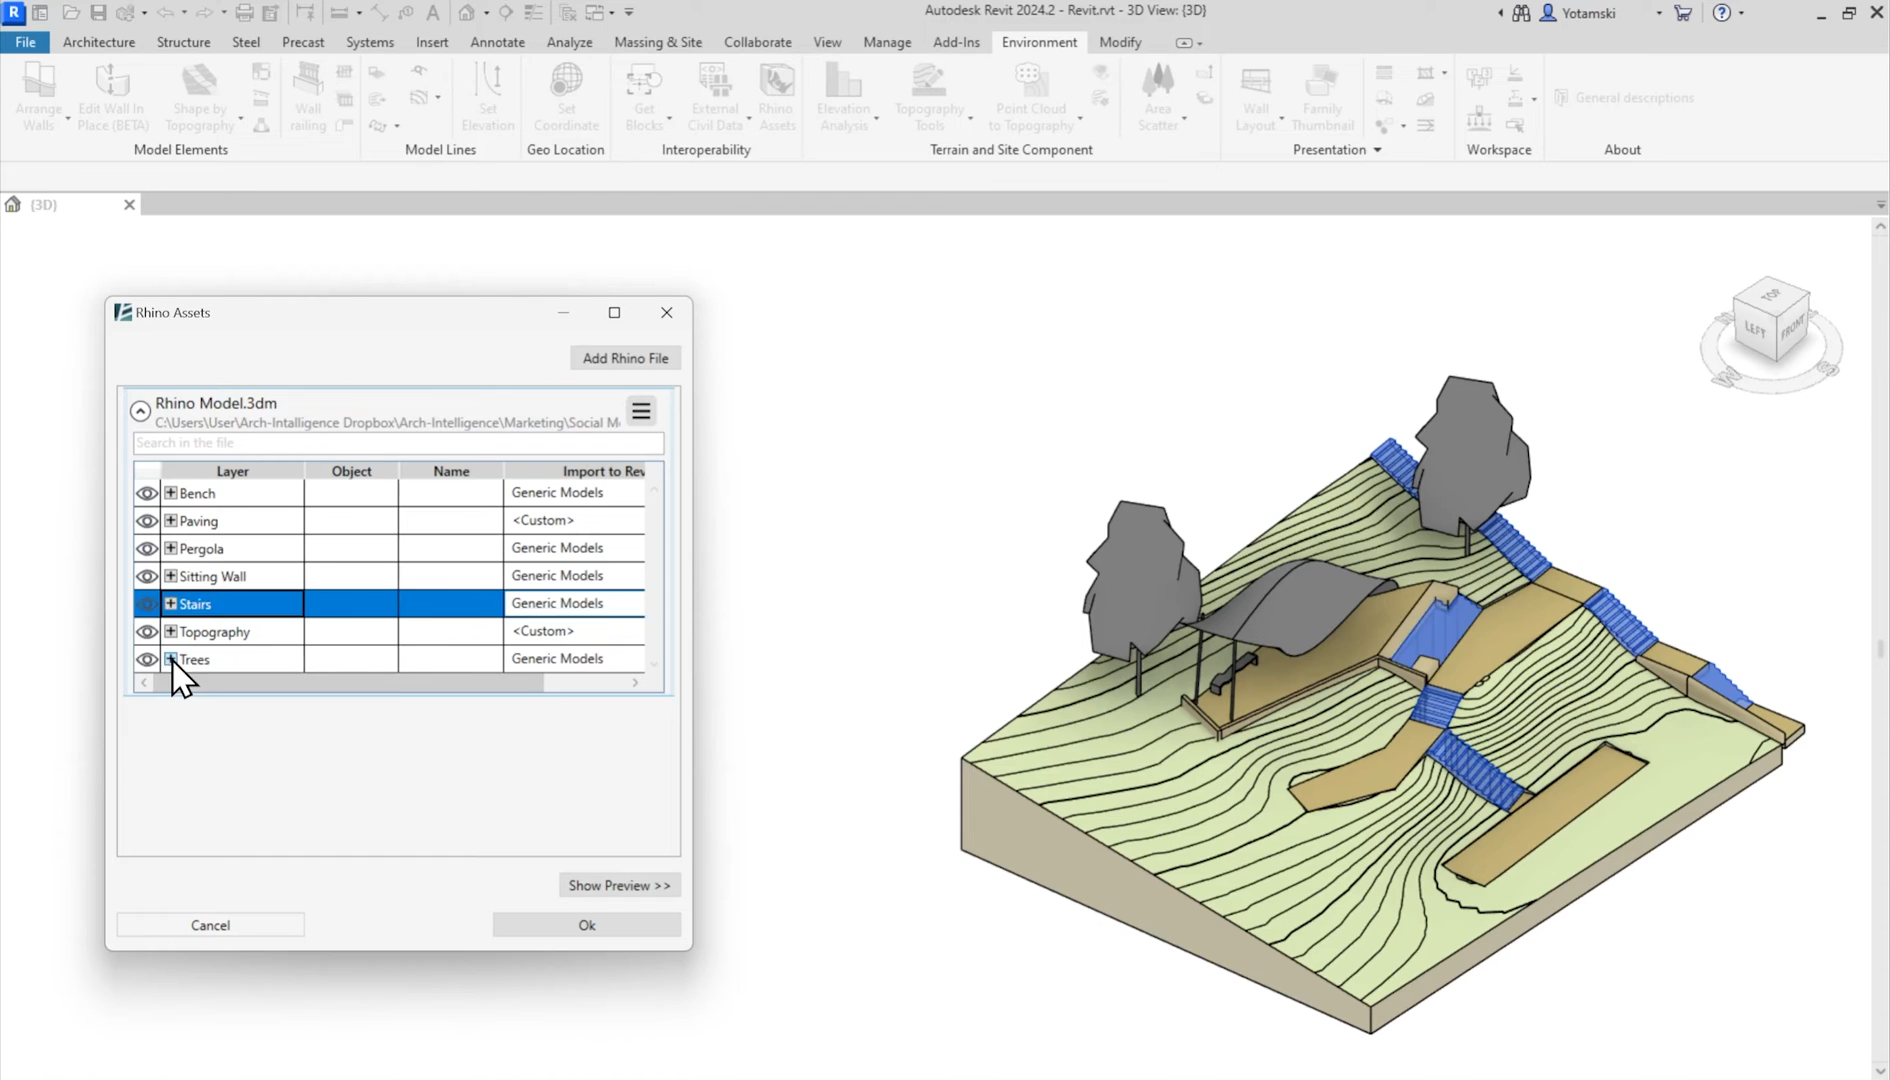 R
A
Autodesk Revit 2024.2 - Revit.rvt - 3D View: {3D}
Yotamski
?
File Architecture Structure Steel Precast Systems Insert Annotate Analyze Massing & Site Collaborate View Manage Add-Ins Environment Modify
Arrange Walls
Edit Wall In Place (BETA)
Shape by Topography
Wall railing
Set Elevation
Set Coordinate
Get Blocks
External Civil Data
Rhino Assets
Elevation Analysis
Topography Tools
Point Cloud to Topography
Area Scatter
Wall Layout
Family Thumbnail
General descriptions
Model Elements Model Lines Geo Location Interoperability Terrain and Site Component Presentation Workspace About
{3D}
TOP
LEFT
FRONT
W
S
Rhino Assets
Add Rhino File
Rhino Model.3dm
C:\Users\User\Arch-Intalligence Dropbox\Arch-Intelligence\Marketing\Social M
Search in the file
Layer Object Name Import to Rev
Bench Generic Models
Paving <Custom>
Pergola Generic Models
Sitting Wall Generic Models
Stairs Generic Models
Topography <Custom>
Trees Generic Models
Show Preview >>
Cancel Ok